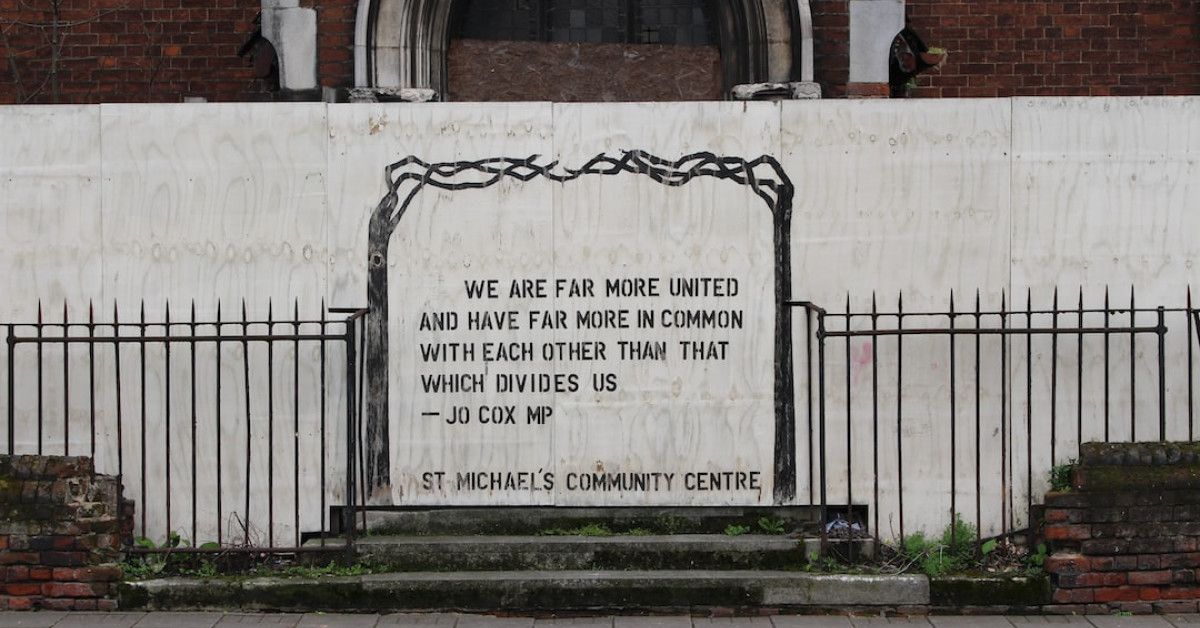 WE ARE FAR MORE UNITED
AND HAVE FAR MORE IN COMMON
WITH EACH OTHER THAN THAT
WHICH DIVIDES US
— JO COX MP
ST MICHAEL'S COMMUNITY CENTRE